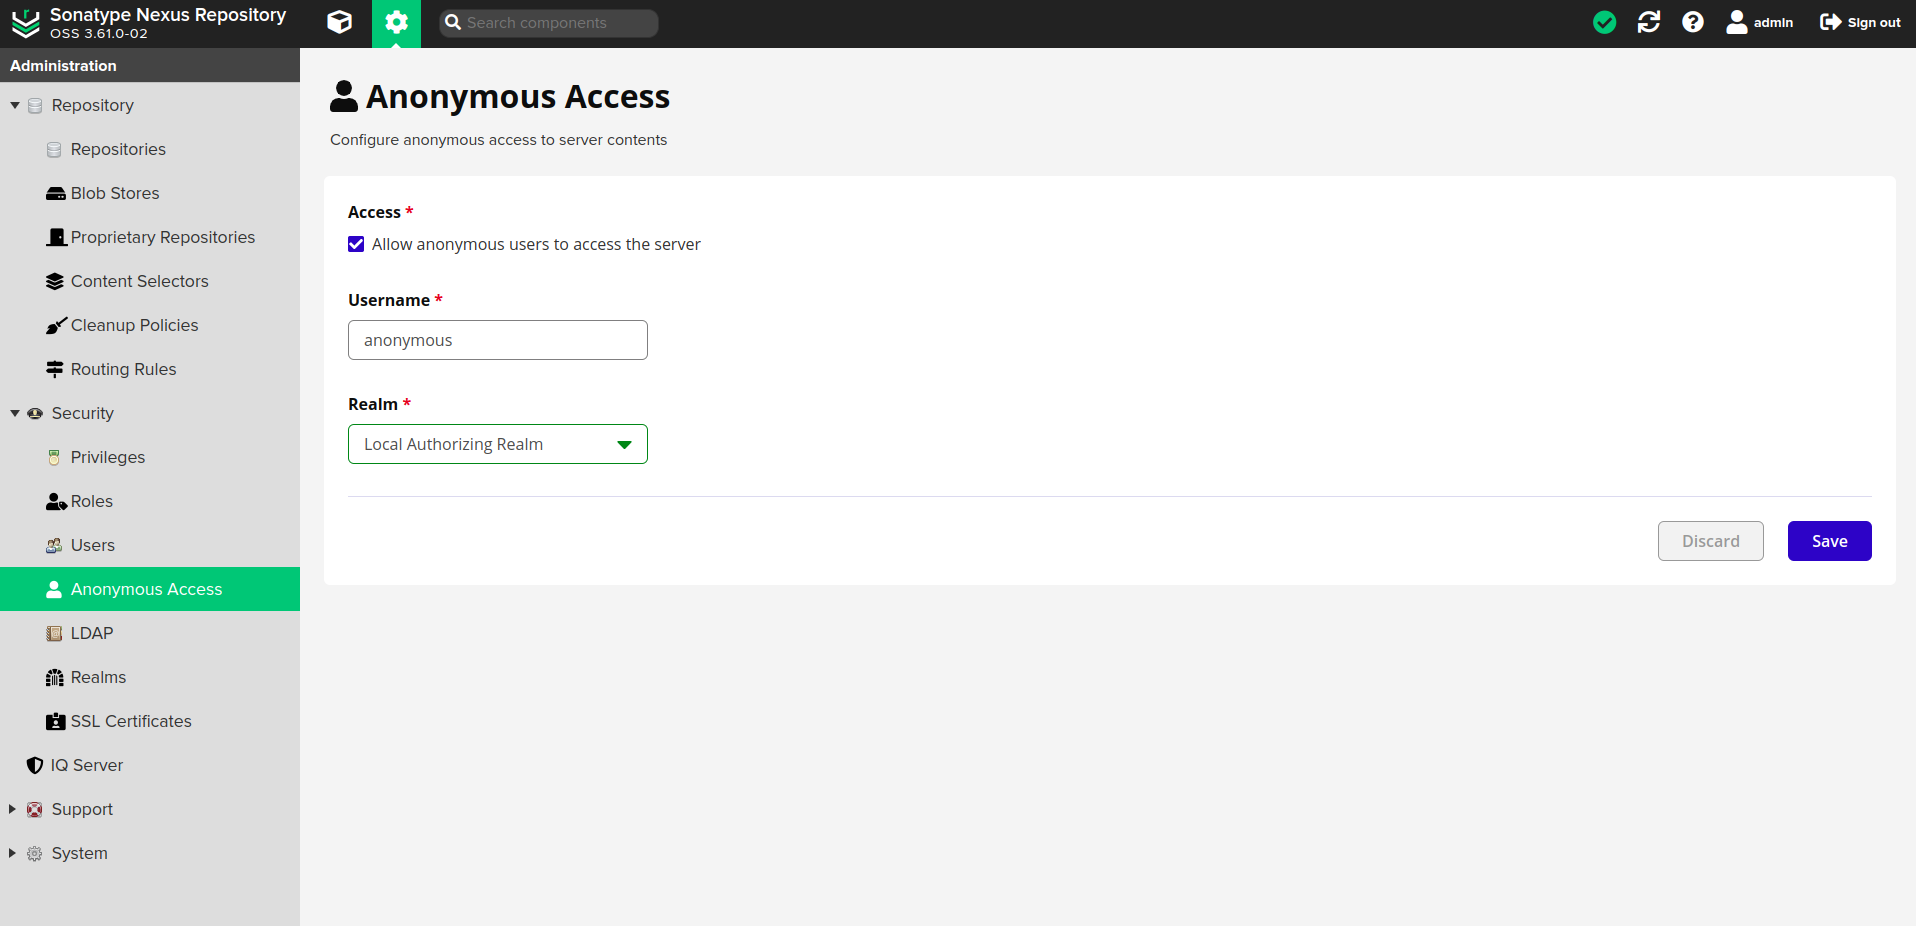 Sonatype Nexus Repository
OSS 3.61.0-02
Search components
admin
Sign out
Administration
Repository
Repositories
Blob Stores
Proprietary Repositories
Content Selectors
Cleanup Policies
Routing Rules
Security
Privileges
Roles
Users
Anonymous Access
LDAP
Realms
SSL Certificates
IQ Server
Support
System
Anonymous Access
Configure anonymous access to server contents
Access *
Allow anonymous users to access the server
Username *
anonymous
Realm *
Local Authorizing Realm
Discard
Save